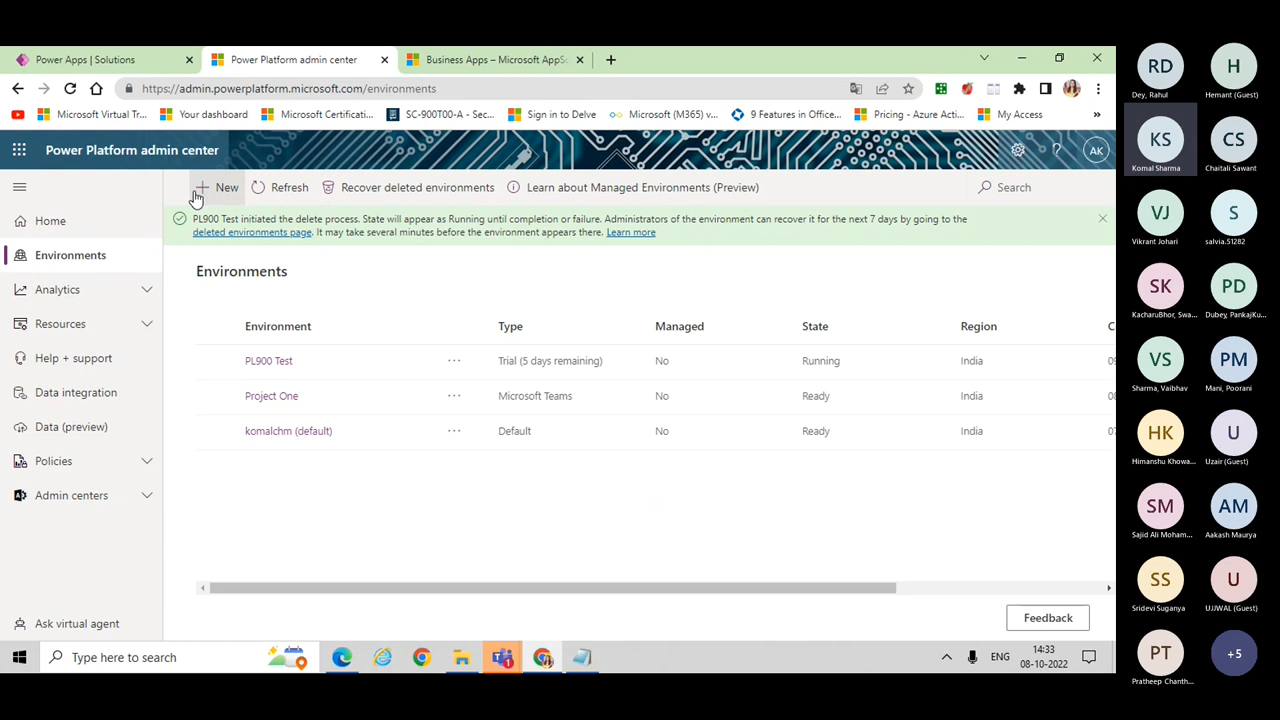 Power Apps | Solutions
Power Platform admin center
Business Apps – Microsoft AppSo
https://admin.powerplatform.microsoft.com/environments
Microsoft Virtual Tr...
Your dashboard
Microsoft Certificati...
SC-900T00-A - Sec...
Sign in to Delve
Microsoft (M365) v...
9 Features in Office...
Pricing - Azure Acti...
My Access
»
Power Platform admin center
AK
New
Refresh
Recover deleted environments
Learn about Managed Environments (Preview)
Search
PL900 Test initiated the delete process. State will appear as Running until completion or failure. Administrators of the environment can recover it for the next 7 days by going to the
deleted environments page. It may take several minutes before the environment appears there. Learn more
Home
Environments
Analytics
Resources
Help + support
Data integration
Data (preview)
Policies
Admin centers
Ask virtual agent
Environments
Environment Type Managed State Region C
PL900 Test ... Trial (5 days remaining) No Running India 09
Project One ... Microsoft Teams No Ready India 08
komalchm (default) ... Default No Ready India 07
Feedback
Type here to search
ENG
14:33
08-10-2022
RD
Dey, Rahul
H
Hemant (Guest)
KS
Komal Sharma
CS
Chaitali Sawant
VJ
Vikrant Johari
S
salvia.51282
SK
KacharuBhor, Swa...
PD
Dubey, PankajKu...
VS
Sharma, Vaibhav
PM
Mani, Poorani
HK
Himanshu Khowa...
U
Uzair (Guest)
SM
Sajid Ali Moham...
AM
Aakash Maurya
SS
Sridevi Suganya
U
UJJWAL (Guest)
PT
Pratheep Chanth...
+5